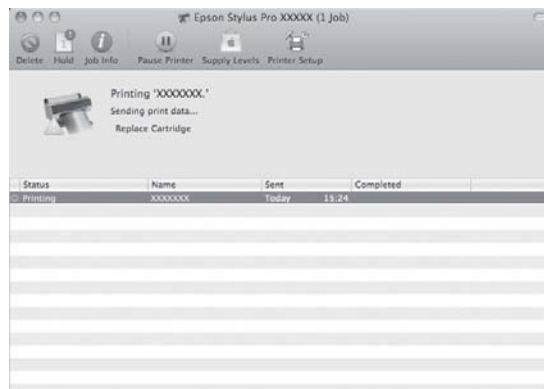 Epson Stylus Pro XXXXX (1 Job)
Delete Hold Job Info Pause Printer Supply Levels Printer Setup
Printing 'XXXXXXX.'
Sending print data...
Replace Cartridge
Status Name Sent Completed
Printing XXXXXXX Today 15:24